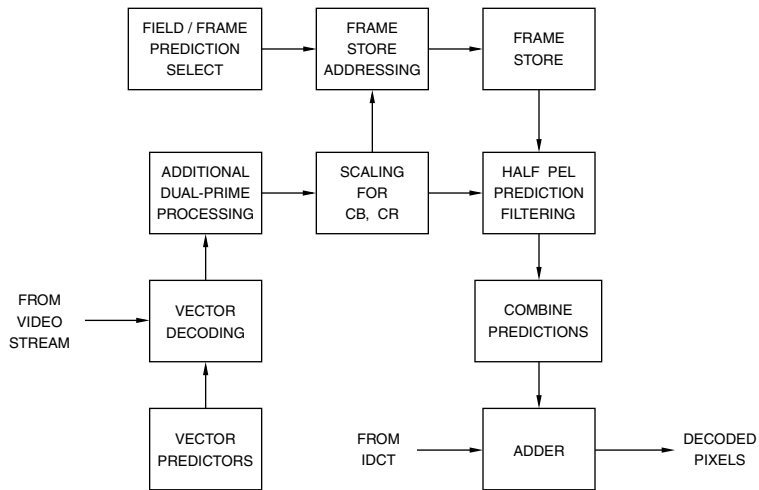 FIELD / FRAME
PREDICTION
SELECT
FRAME
STORE
ADDRESSING
FRAME
STORE
ADDITIONAL
DUAL-PRIME
PROCESSING
SCALING
FOR
CB, CR
HALF PEL
PREDICTION
FILTERING
FROM
VIDEO
STREAM
VECTOR
DECODING
COMBINE
PREDICTIONS
VECTOR
PREDICTORS
FROM
IDCT
ADDER
DECODED
PIXELS